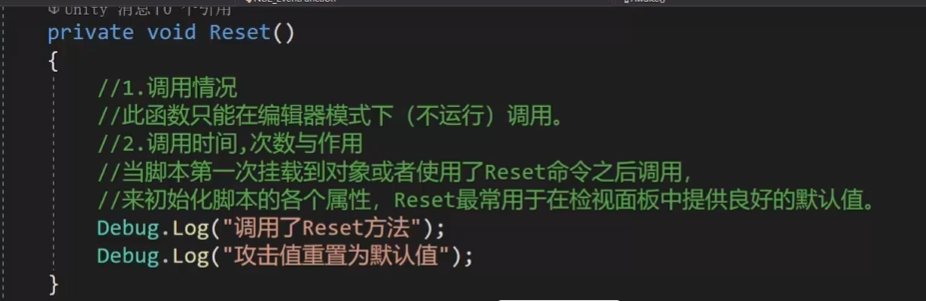 Unity 消息|0 个引用
private void Reset()
{
//1.调用情况
//此函数只能在编辑器模式下（不运行）调用。
//2.调用时间,次数与作用
//当脚本第一次挂载到对象或者使用了Reset命令之后调用，
//来初始化脚本的各个属性，Reset最常用于在检视面板中提供良好的默认值。
Debug.Log("调用了Reset方法");
Debug.Log("攻击值重置为默认值");
}